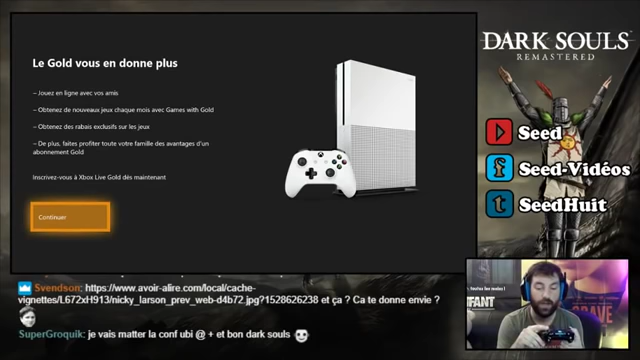 Le Gold vous en donne plus
– Jouez en ligne avec vos amis
– Obtenez de nouveaux jeux chaque mois avec Games with Gold
– Obtenez des rabais exclusifs sur les jeux
– De plus, faites profiter toute votre famille des avantages d'un
abonnement Gold
Inscrivez-vous à Xbox Live Gold dès maintenant
Continuer
DARK SOULS
REMASTERED
Seed
Seed-Vidéos
SeedHuit
Svendson: https://www.avoir-alire.com/local/cache-
vignettes/L672xH913/nicky_larson_prev_web-d4b72.jpg?1528626238 et ça ? Ca te donne envie ?
SuperGroquik: je vais matter la conf ubi @ + et bon dark souls